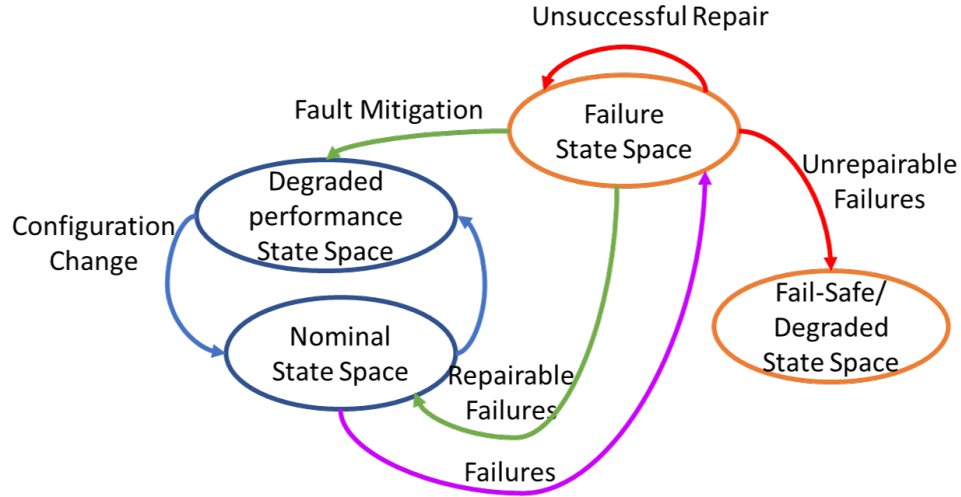 Unsuccessful Repair
Fault Mitigation
Failure
State Space
Unrepairable
Failures
Degraded
performance
State Space
Configuration
Change
Fail-Safe/
Degraded
State Space
Nominal
State Space
Repairable
Failures
Failures